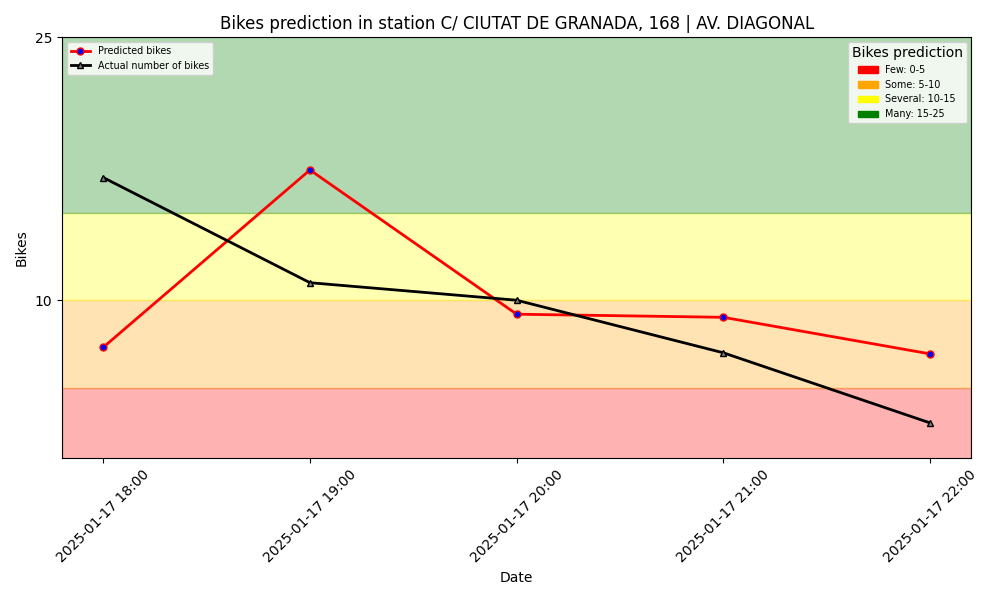 Bikes prediction in station C/ CIUTAT DE GRANADA, 168 | AV. DIAGONAL
Predicted bikes
Actual number of bikes
Bikes prediction
Few: 0-5
Some: 5-10
Several: 10-15
Many: 15-25
25
10
Bikes
2025-01-17 18:00
2025-01-17 19:00
2025-01-17 20:00
2025-01-17 21:00
2025-01-17 22:00
Date